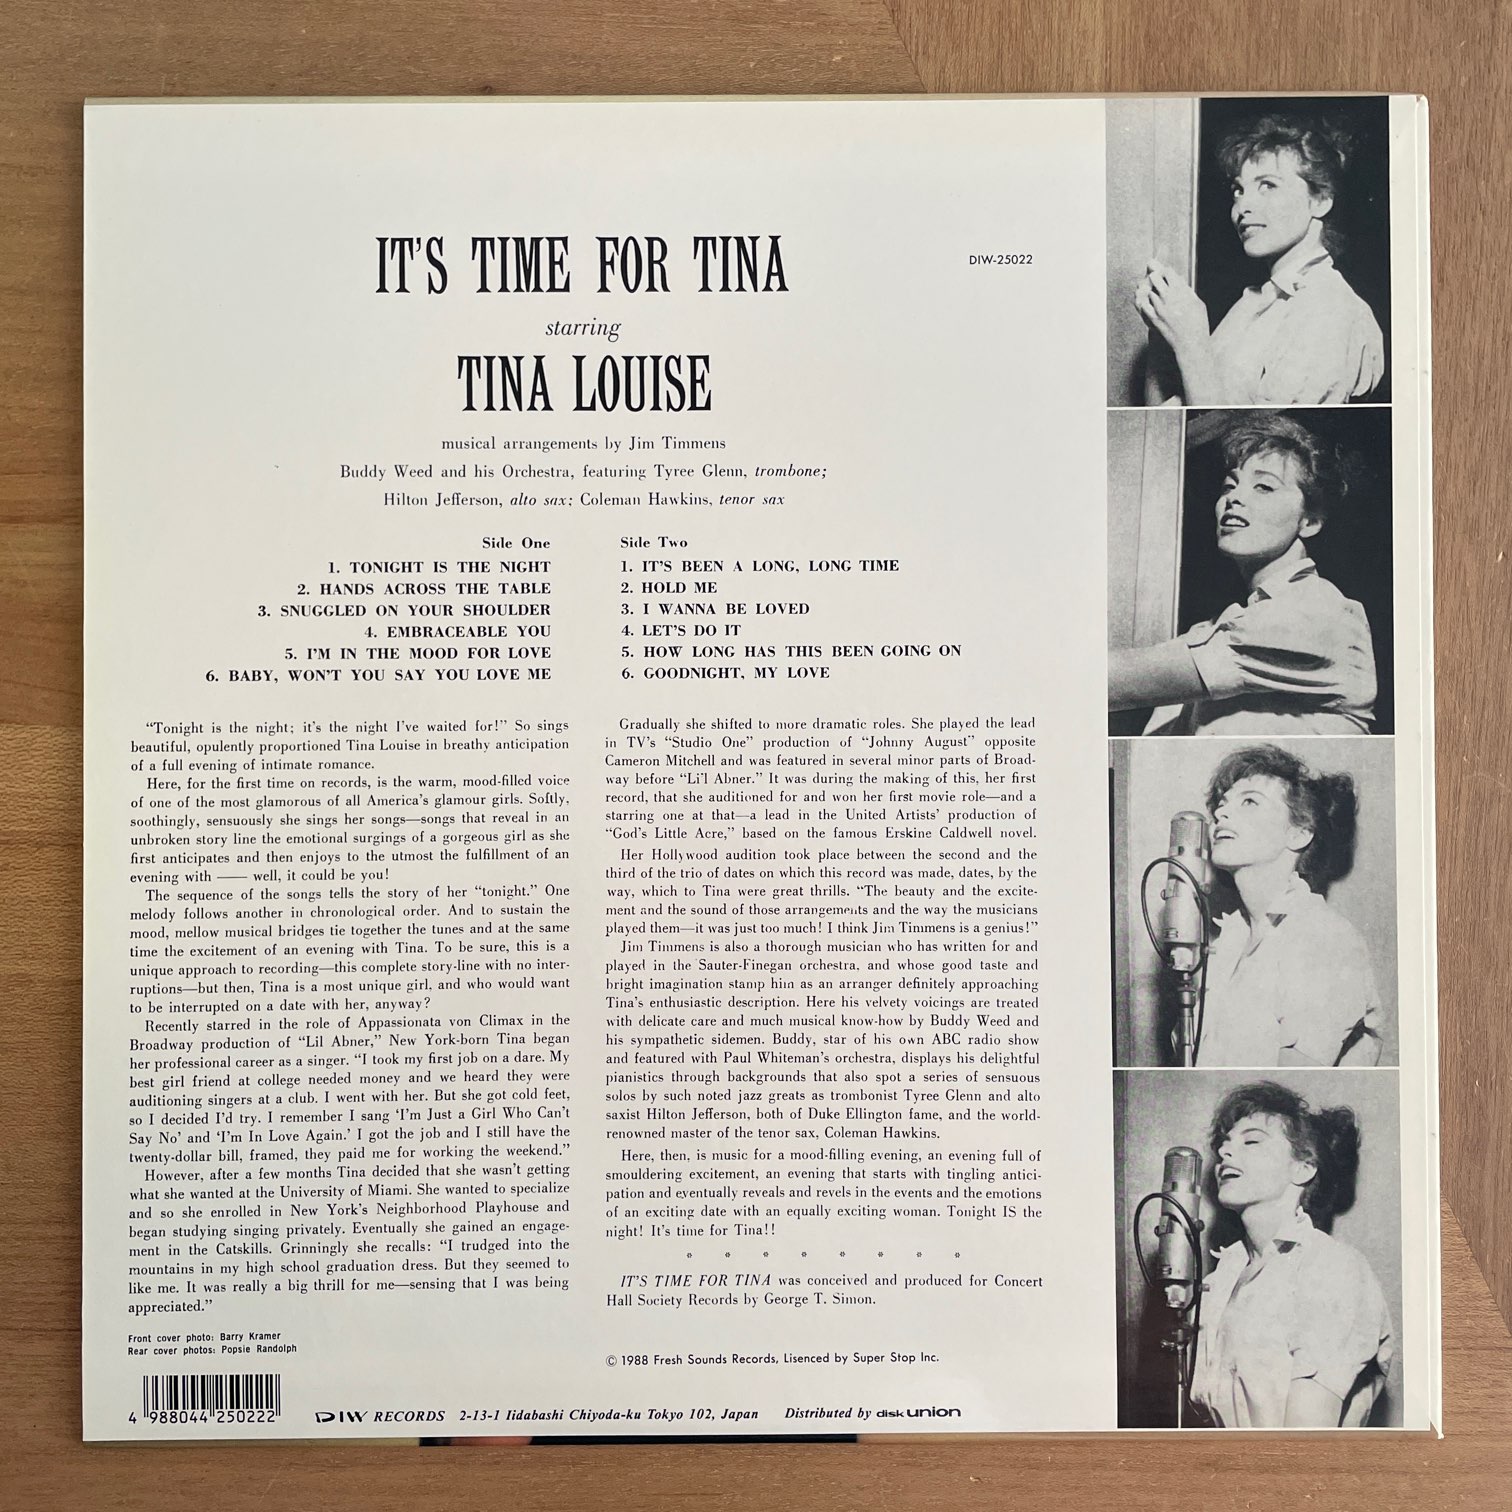 IT'S TIME FOR TINA
DIW-25022
starring
TINA LOUISE
musical arrangements by Jim Timmens
Buddy Weed and his Orchestra, featuring Tyree Glenn, trombone;
Hilton Jefferson, alto sax; Coleman Hawkins, tenor sax
Side One
1. TONIGHT IS THE NIGHT
2. HANDS ACROSS THE TABLE
3. SNUGGLED ON YOUR SHOULDER
4. EMBRACEABLE YOU
5. I'M IN THE MOOD FOR LOVE
6. BABY, WON'T YOU SAY YOU LOVE ME
Side Two
1. IT'S BEEN A LONG, LONG TIME
2. HOLD ME
3. I WANNA BE LOVED
4. LET'S DO IT
5. HOW LONG HAS THIS BEEN GOING ON
6. GOODNIGHT, MY LOVE
"Tonight is the night; it's the night I've waited for!" So sings
beautiful, opulently proportioned Tina Louise in breathy anticipation
of a full evening of intimate romance.
Here, for the first time on records, is the warm, mood-filled voice
of one of the most glamorous of all America's glamour girls. Softly,
soothingly, sensuously she sings her songs—songs that reveal in an
unbroken story line the emotional surgings of a gorgeous girl as she
first anticipates and then enjoys to the utmost the fulfillment of an
evening with —— well, it could be you!
The sequence of the songs tells the story of her "tonight." One
melody follows another in chronological order. And to sustain the
mood, mellow musical bridges tie together the tunes and at the same
time the excitement of an evening with Tina. To be sure, this is a
unique approach to recording—this complete story-line with no inter-
ruptions—but then, Tina is a most unique girl, and who would want
to be interrupted on a date with her, anyway?
Recently starred in the role of Appassionata von Climax in the
Broadway production of "Lil Abner," New York-born Tina began
her professional career as a singer. "I took my first job on a dare. My
best girl friend at college needed money and we heard they were
auditioning singers at a club. I went with her. But she got cold feet,
so I decided I'd try. I remember I sang 'I'm Just a Girl Who Can't
Say No' and 'I'm In Love Again.' I got the job and I still have the
twenty-dollar bill, framed, they paid me for working the weekend."
However, after a few months Tina decided that she wasn't getting
what she wanted at the University of Miami. She wanted to specialize
and so she enrolled in New York's Neighborhood Playhouse and
began studying singing privately. Eventually she gained an engage-
ment in the Catskills. Grinningly she recalls: "I trudged into the
mountains in my high school graduation dress. But they seemed to
like me. It was really a big thrill for me—sensing that I was being
appreciated."
Gradually she shifted to more dramatic roles. She played the lead
in TV's "Studio One" production of "Johnny August" opposite
Cameron Mitchell and was featured in several minor parts of Broad-
way before "Li'l Abner." It was during the making of this, her first
record, that she auditioned for and won her first movie role—and a
starring one at that—a lead in the United Artists' production of
"God's Little Acre," based on the famous Erskine Caldwell novel.
Her Hollywood audition took place between the second and the
third of the trio of dates on which this record was made, dates, by the
way, which to Tina were great thrills. "The beauty and the excite-
ment and the sound of those arrangements and the way the musicians
played them—it was just too much! I think Jim Timmens is a genius!"
Jim Timmens is also a thorough musician who has written for and
played in the Sauter-Finegan orchestra, and whose good taste and
bright imagination stamp him as an arranger definitely approaching
Tina's enthusiastic description. Here his velvety voicings are treated
with delicate care and much musical know-how by Buddy Weed and
his sympathetic sidemen. Buddy, star of his own ABC radio show
and featured with Paul Whiteman's orchestra, displays his delightful
pianistics through backgrounds that also spot a series of sensuous
solos by such noted jazz greats as trombonist Tyree Glenn and alto
saxist Hilton Jefferson, both of Duke Ellington fame, and the world-
renowned master of the tenor sax, Coleman Hawkins.
Here, then, is music for a mood-filling evening, an evening full of
smouldering excitement, an evening that starts with tingling antici-
pation and eventually reveals and revels in the events and the emotions
of an exciting date with an equally exciting woman. Tonight IS the
night! It's time for Tina!!
* * * * * * * *
IT'S TIME FOR TINA was conceived and produced for Concert
Hall Society Records by George T. Simon.
Front cover photo: Barry Kramer
Rear cover photos: Popsie Randolph
© 1988 Fresh Sounds Records, Lisenced by Super Stop Inc.
4 988044 250222
DIW RECORDS 2-13-1 Iidabashi Chiyoda-ku Tokyo 102, Japan Distributed by disk union